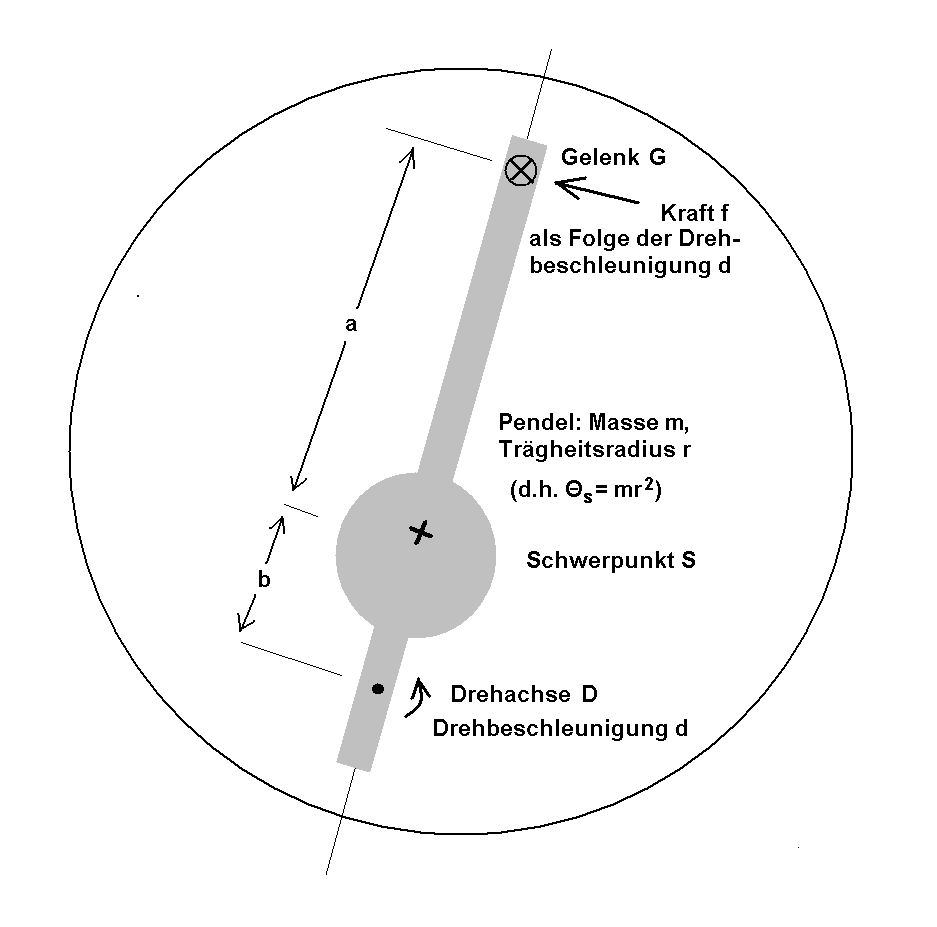 Gelenk G
Kraft f
als Folge der Dreh-
beschleunigung d
a
Pendel: Masse m,
Trägheitsradius r
(d.h. Θs = mr²)
Schwerpunkt S
b
Drehachse D
Drehbeschleunigung d